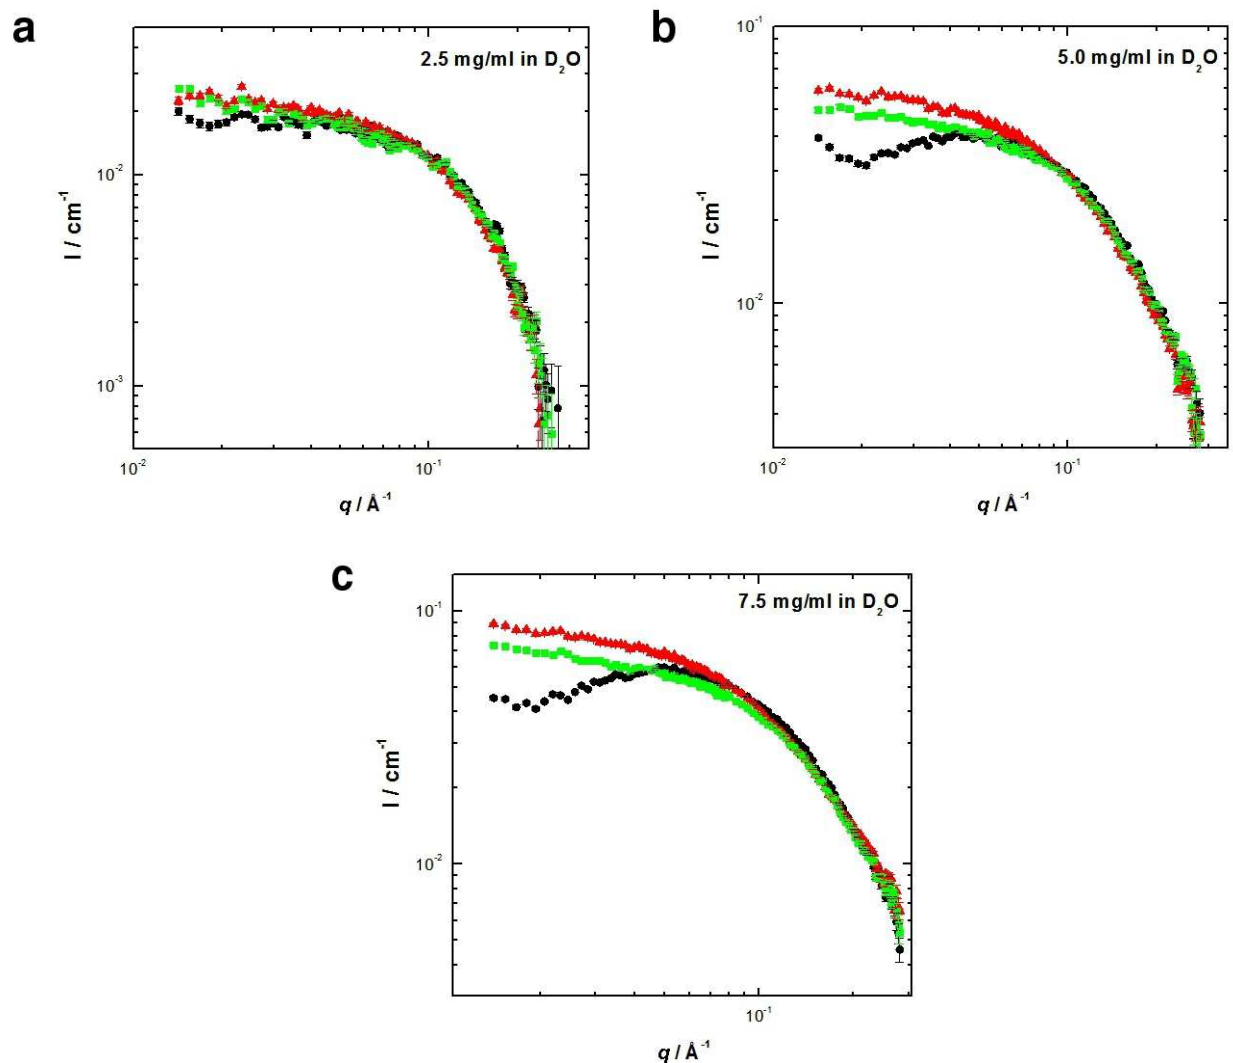 a
2.5 mg/ml in D₂O
10⁻²
10⁻³
I / cm⁻¹
10⁻² 10⁻¹
q / Å⁻¹
b
10⁻¹
5.0 mg/ml in D₂O
10⁻²
I / cm⁻¹
10⁻² 10⁻¹
q / Å⁻¹
c
10⁻¹
7.5 mg/ml in D₂O
10⁻²
I / cm⁻¹
10⁻¹
q / Å⁻¹